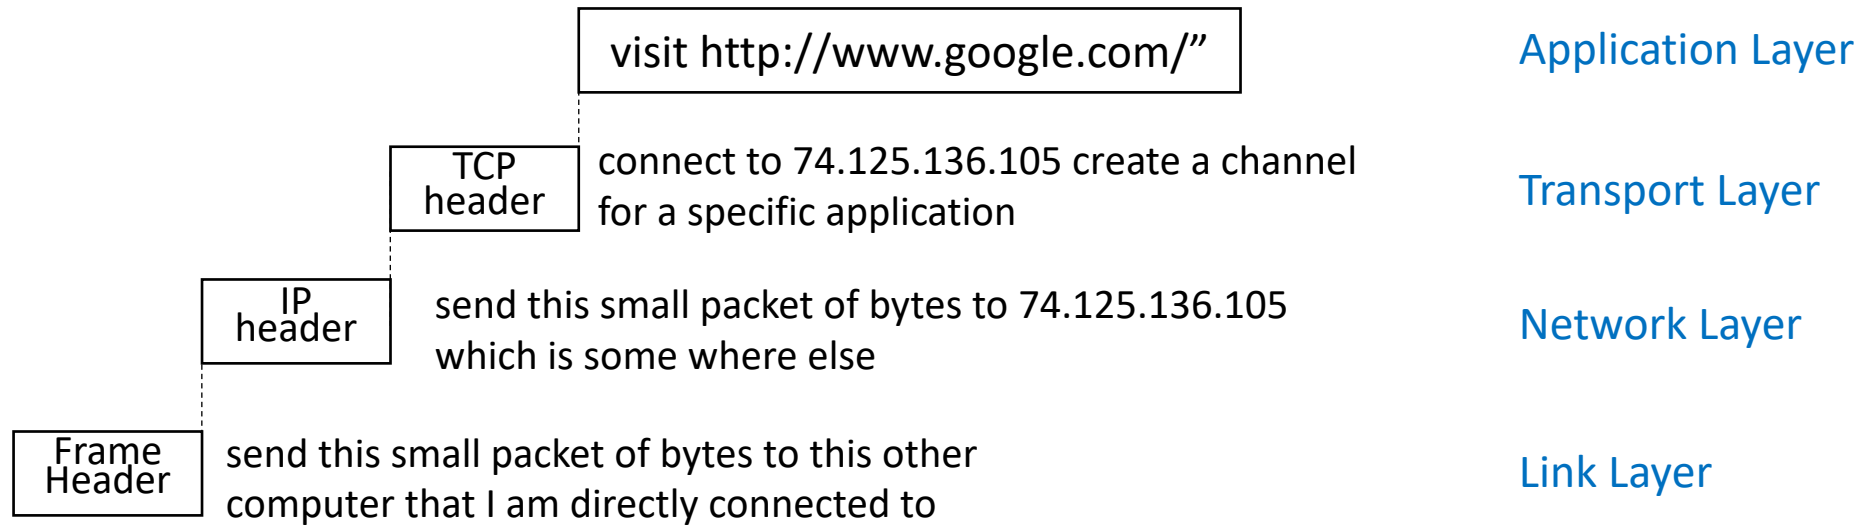 visit http://www.google.com/”
Application Layer
TCP
header
connect to 74.125.136.105 create a channel
for a specific application
Transport Layer
IP
header
send this small packet of bytes to 74.125.136.105
which is some where else
Network Layer
Frame
Header
send this small packet of bytes to this other
computer that I am directly connected to
Link Layer